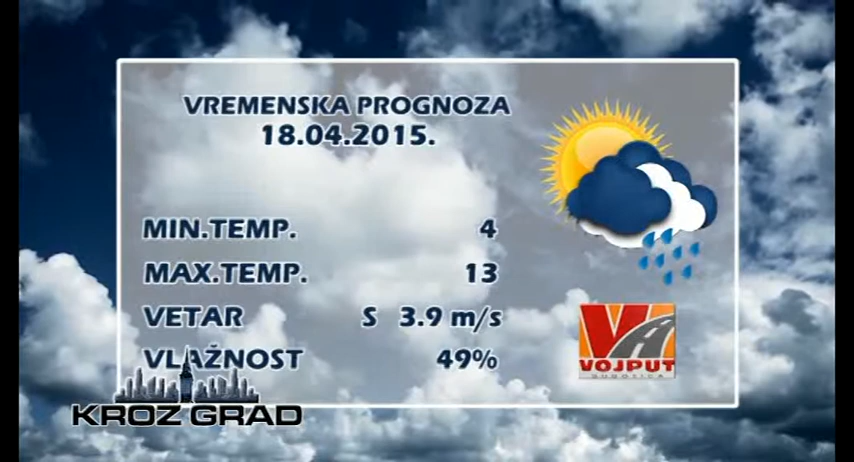 VREMENSKA PROGNOZA
18.04.2015.
MIN.TEMP. 4
MAX.TEMP. 13
VETAR S 3.9 m/s
VLAŽNOST 49%
VOJPUT
SUBOTICA
KROZ GRAD